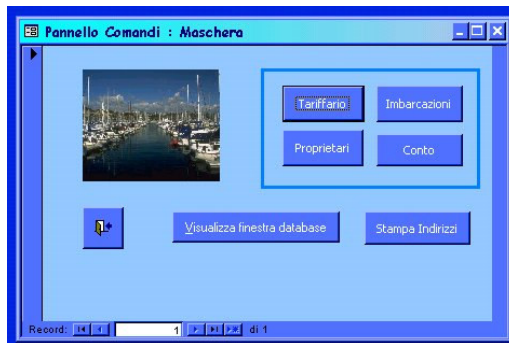 Pannello Comandi : Maschera
Tariffario Imbarcazioni
Proprietari Conto
Visualizza finestra database Stampa Indirizzi
Record: 1 di 1